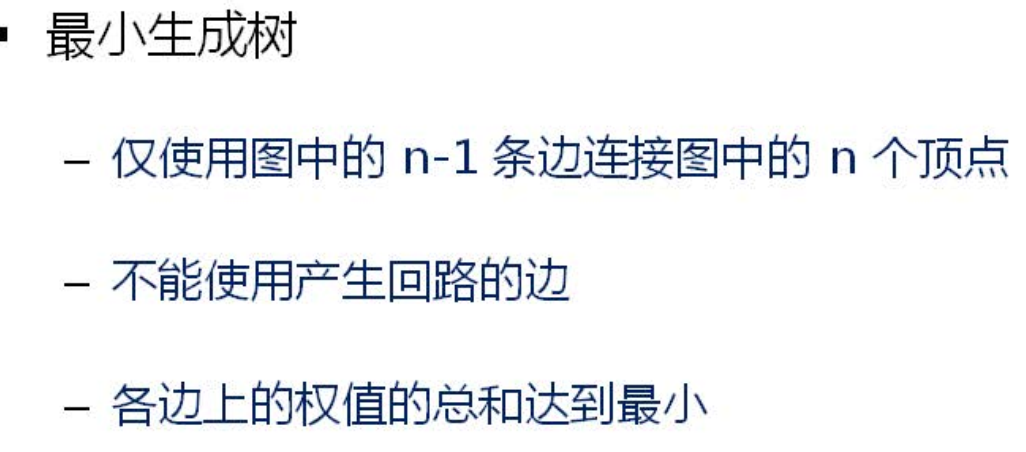 ▪ 最小生成树
– 仅使用图中的 n-1 条边连接图中的 n 个顶点
– 不能使用产生回路的边
– 各边上的权值的总和达到最小